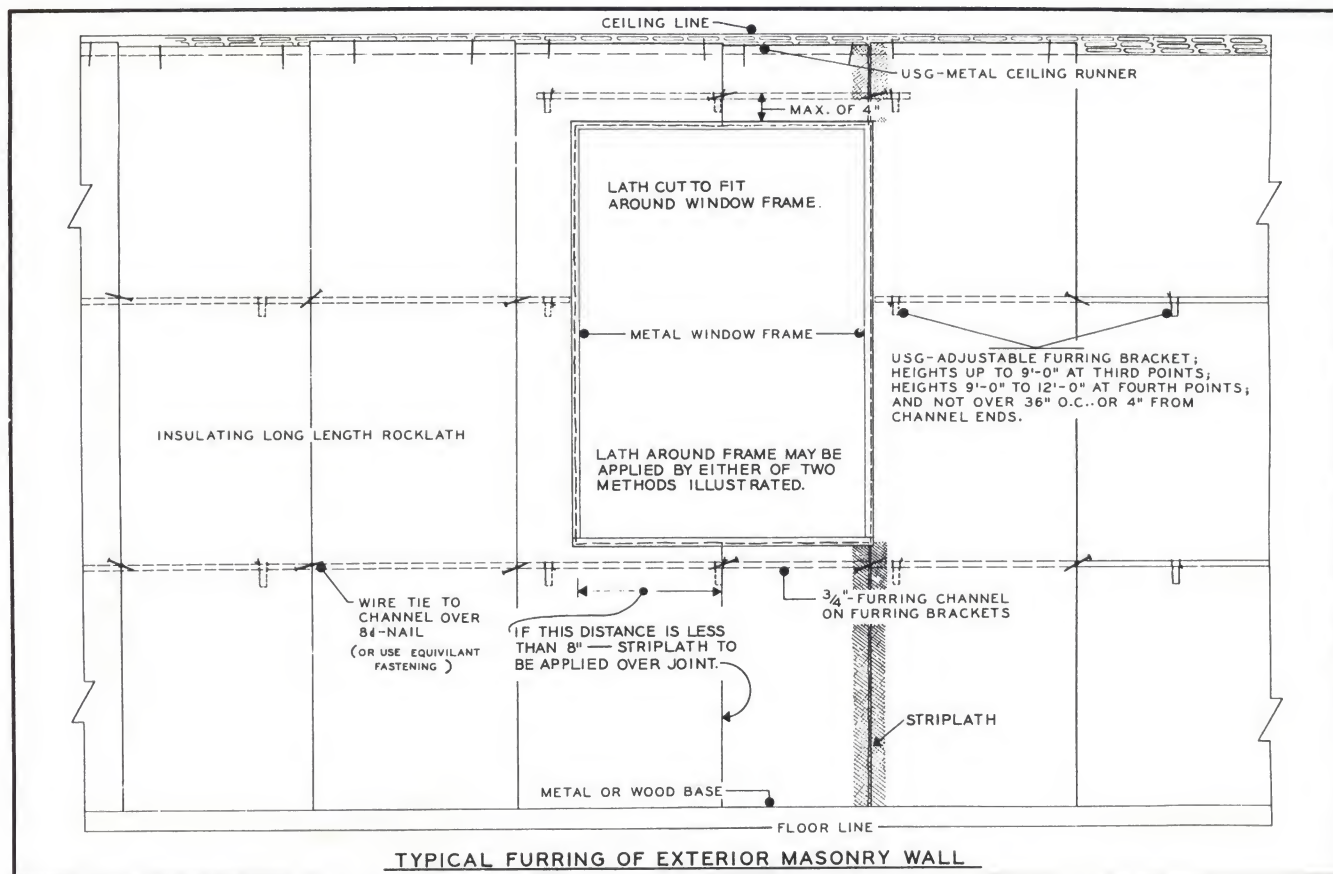 CEILING LINE
USG-METAL CEILING RUNNER
MAX. OF 4"
LATH CUT TO FIT
AROUND WINDOW FRAME.
METAL WINDOW FRAME
USG-ADJUSTABLE FURRING BRACKET;
HEIGHTS UP TO 9'-0" AT THIRD POINTS;
HEIGHTS 9'-0" TO 12'-0" AT FOURTH POINTS;
AND NOT OVER 36" O.C. OR 4" FROM
CHANNEL ENDS.
INSULATING LONG LENGTH ROCKLATH
LATH AROUND FRAME MAY BE
APPLIED BY EITHER OF TWO
METHODS ILLUSTRATED.
WIRE TIE TO
CHANNEL OVER
8d-NAIL
(OR USE EQUIVILANT
FASTENING )
IF THIS DISTANCE IS LESS
THAN 8" — STRIPLATH TO
BE APPLIED OVER JOINT.
3/4"-FURRING CHANNEL
ON FURRING BRACKETS
STRIPLATH
METAL OR WOOD BASE
FLOOR LINE
TYPICAL FURRING OF EXTERIOR MASONRY WALL